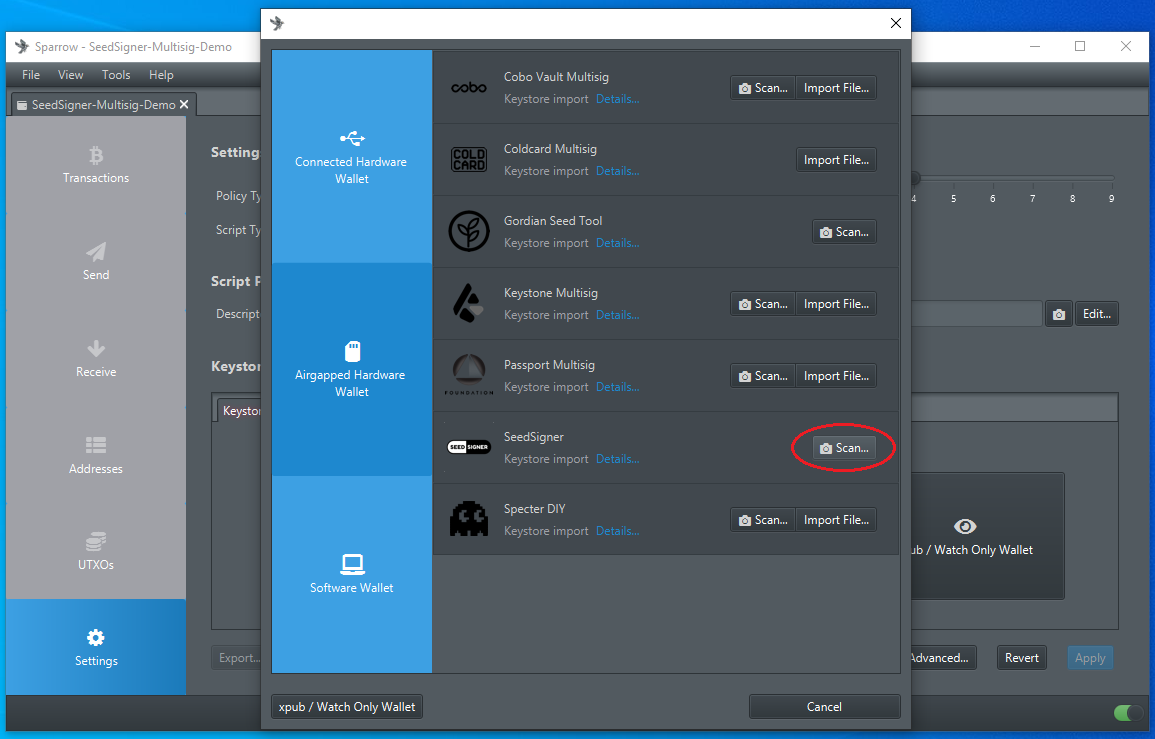 Sparrow - SeedSigner-Multisig-Demo
File View Tools Help
SeedSigner-Multisig-Demo
Transactions
Send
Receive
Addresses
UTXOs
Settings
Policy Ty
Script Ty
Script P
Descript
Keystor
Keystor
Export...
Connected Hardware
Wallet
Airgapped Hardware
Wallet
Software Wallet
cobo
Cobo Vault Multisig
Keystore import Details...
Scan... Import File...
COLD
CARD
Coldcard Multisig
Keystore import Details...
Import File...
Gordian Seed Tool
Keystore import Details...
Scan...
Keystone Multisig
Keystore import Details...
Scan... Import File...
FOUNDATION
Passport Multisig
Keystore import Details...
Scan... Import File...
SEED SIGNER
SeedSigner
Keystore import Details...
Scan...
Specter DIY
Keystore import Details...
Scan... Import File...
xpub / Watch Only Wallet
Cancel
4 5 6 7 8 9
Edit...
ub / Watch Only Wallet
Advanced...
Revert
Apply